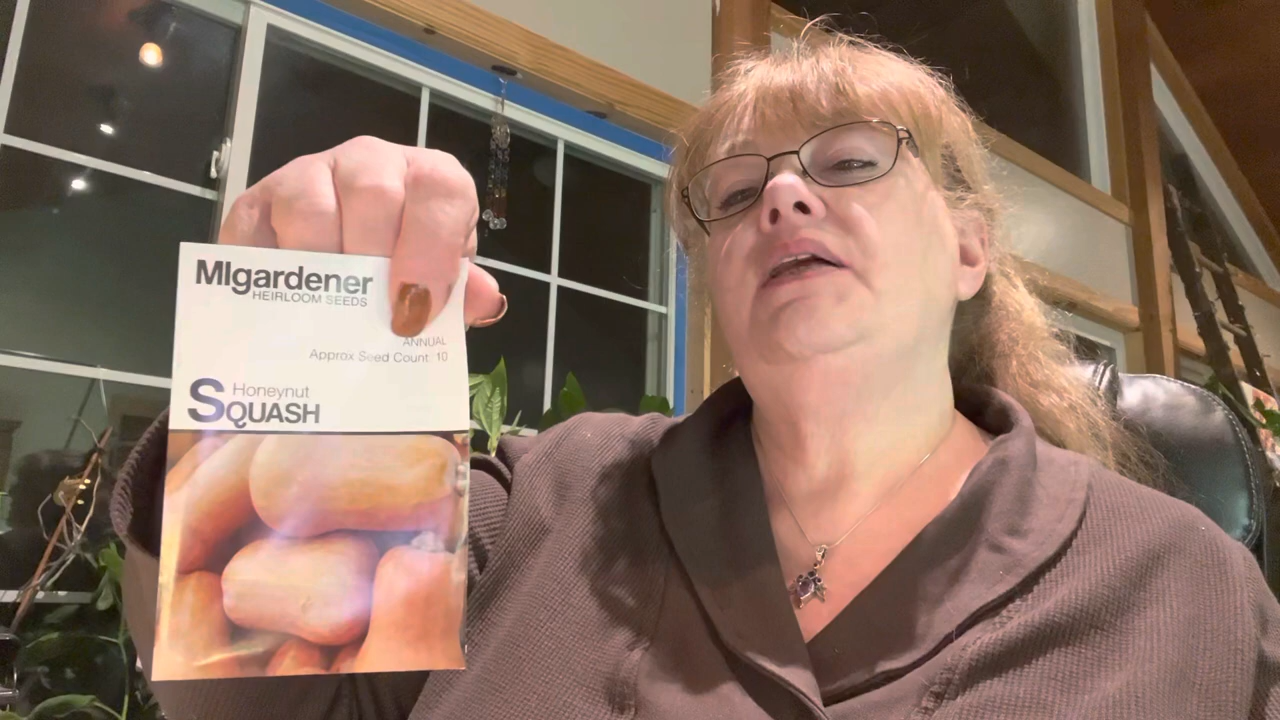 MIgardener
HEIRLOOM SEEDS
ANNUAL
Approx Seed Count 10
Honeynut
SQUASH